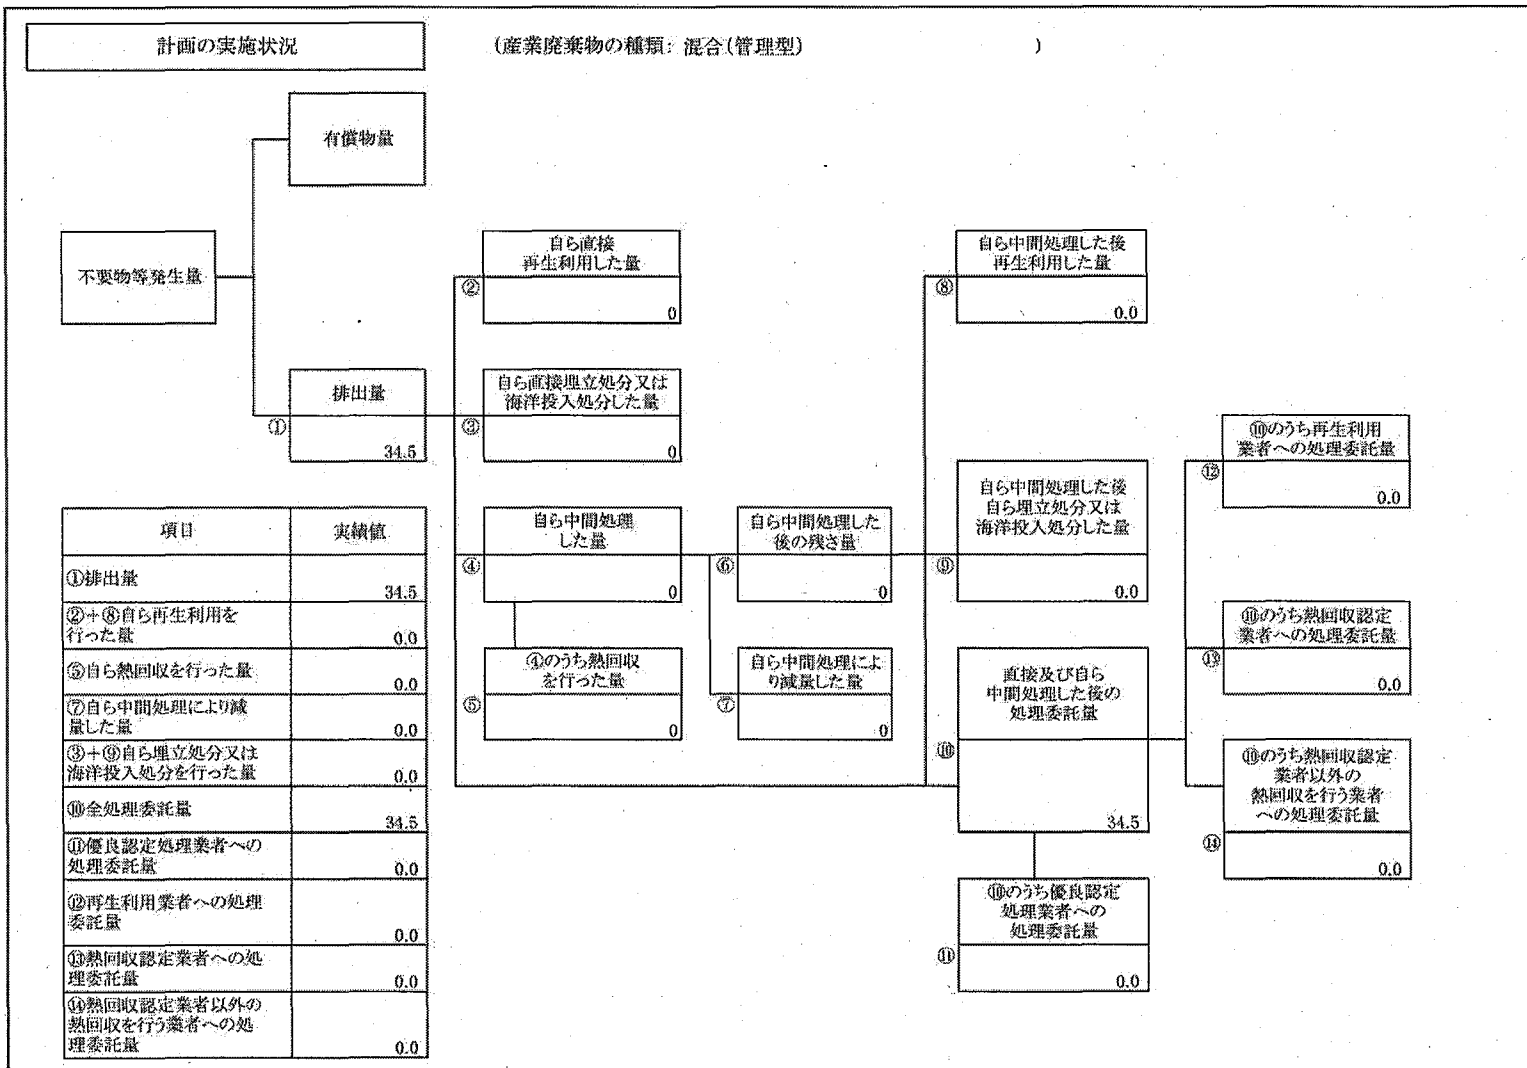 計画の実施状況
(産業廃棄物の種類: 混合(管理型) )
有償物量
不要物等発生量
排出量
①
34.5
自ら直接
再生利用した量
②
0
自ら直接埋立処分又は
海洋投入処分した量
③
0
自ら中間処理
した量
④
0
④のうち熱回収
を行った量
⑤
0
自ら中間処理した
後の残さ量
⑥
0
自ら中間処理によ
り減量した量
⑦
0
自ら中間処理した後
再生利用した量
⑧
0.0
自ら中間処理した後
自ら埋立処分又は
海洋投入処分した量
⑨
0.0
直接及び自ら
中間処理した後の
処理委託量
⑩
34.5
⑩のうち優良認定
処理業者への
処理委託量
⑪
0.0
⑩のうち再生利用
業者への処理委託量
⑫
0.0
⑩のうち熱回収認定
業者への処理委託量
⑬
0.0
⑩のうち熱回収認定
業者以外の
熱回収を行う業者
への処理委託量
⑭
0.0
項目 実績値
①排出量 34.5
②+⑧自ら再生利用を
行った量 0.0
⑤自ら熱回収を行った量 0.0
⑦自ら中間処理により減
量した量 0.0
③+⑨自ら埋立処分又は
海洋投入処分を行った量 0.0
⑩全処理委託量 34.5
⑪優良認定処理業者への
処理委託量 0.0
⑫再生利用業者への処理
委託量 0.0
⑬熱回収認定業者への処
理委託量 0.0
⑭熱回収認定業者以外の
熱回収を行う業者への処
理委託量 0.0